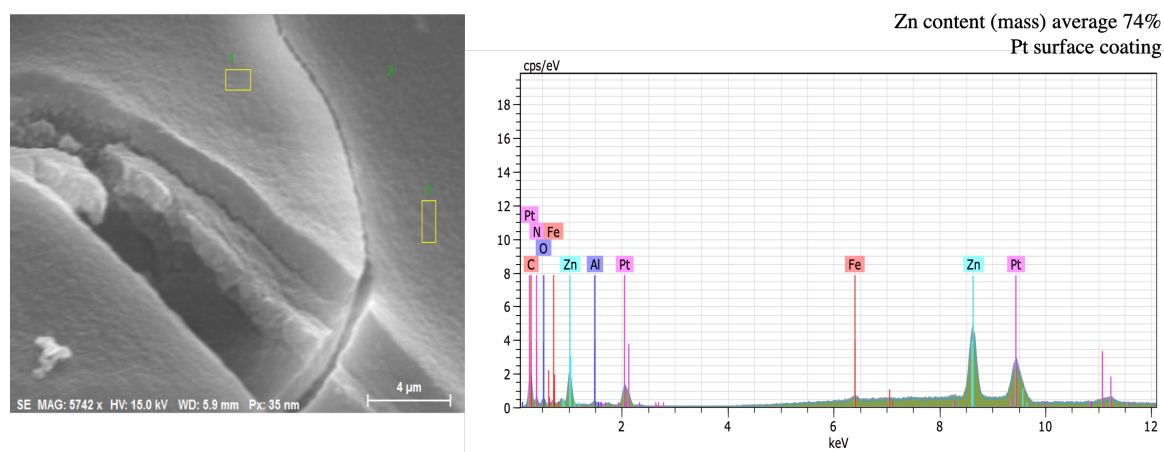 Zn content (mass) average 74%
Pt surface coating
1
2
SE MAG: 5742 x HV: 15.0 kV WD: 5.9 mm Px: 35 nm
4 µm
cps/eV
18
16
14
12
10
8
6
4
2
0
Pt
N Fe
O
C Zn Al Pt Fe Zn Pt
2 4 6 8 10 12
keV